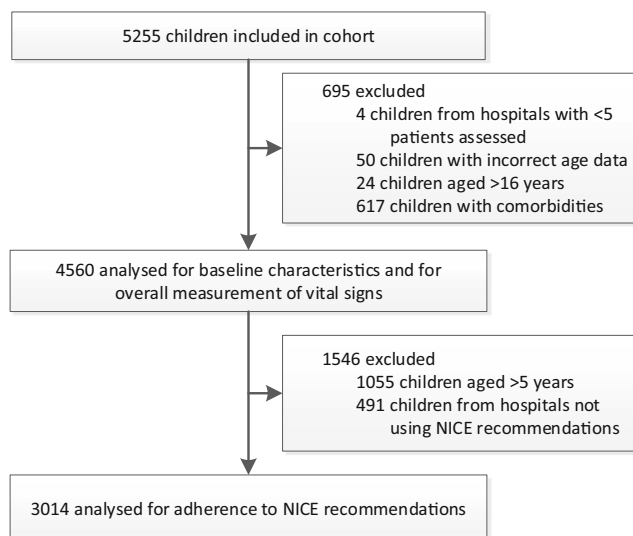 5255 children included in cohort
695 excluded
4 children from hospitals with <5
patients assessed
50 children with incorrect age data
24 children aged >16 years
617 children with comorbidities
4560 analysed for baseline characteristics and for
overall measurement of vital signs
1546 excluded
1055 children aged >5 years
491 children from hospitals not
using NICE recommendations
3014 analysed for adherence to NICE recommendations